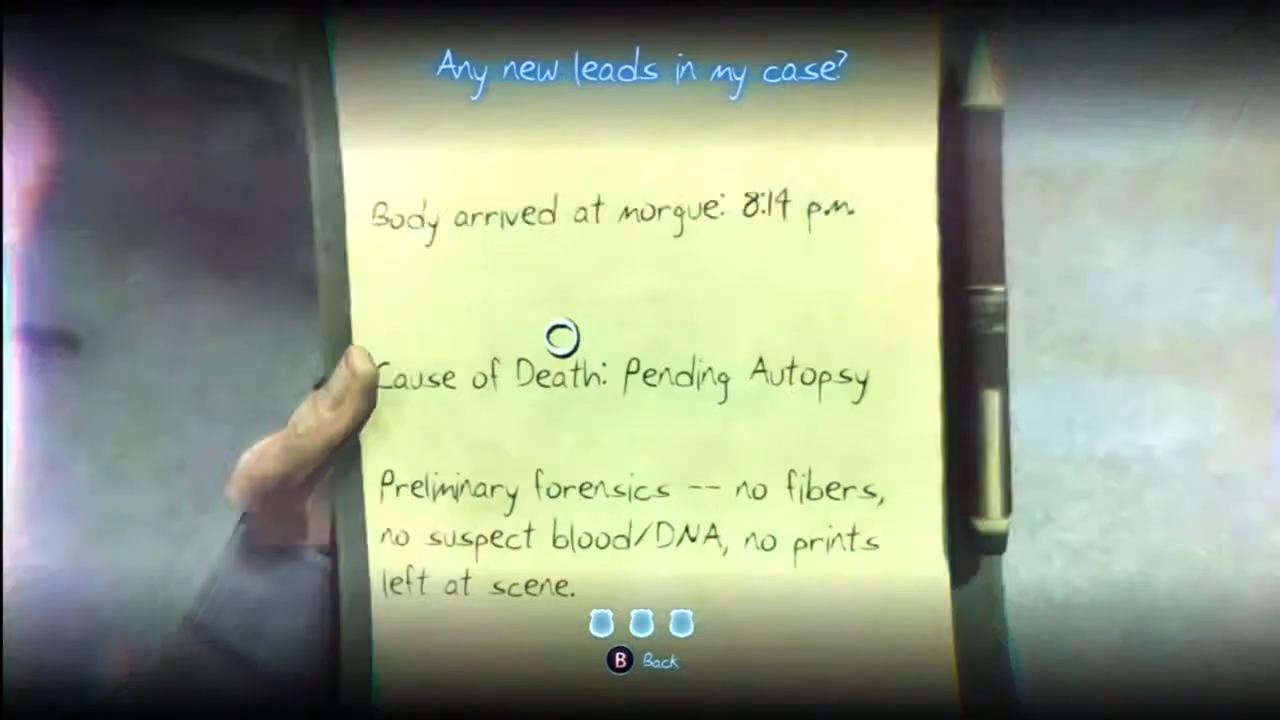 Any new leads in my case?
Body arrived at morgue: 8:14 p.m.
Cause of Death: Pending Autopsy
Preliminary forensics -- no fibers,
no suspect blood/DNA, no prints
left at scene.
B Back